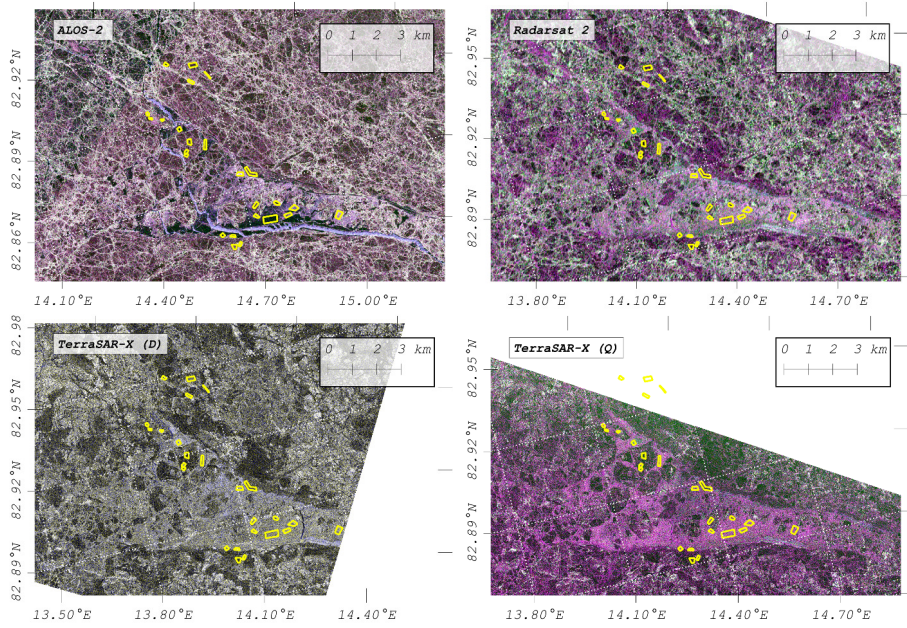 ALOS-2
0 1 2 3 km
Radarsat 2
0 1 2 3 km
82.92°N
82.89°N
82.86°N
14.10°E 14.40°E 14.70°E 15.00°E
82.95°N
82.92°N
82.89°N
13.80°E 14.10°E 14.40°E 14.70°E
TerraSAR-X (D)
0 1 2 3 km
TerraSAR-X (Q)
0 1 2 3 km
82.98
82.95°N
82.92°N
82.89°N
13.50°E 13.80°E 14.10°E 14.40°E
82.95°N
82.92°N
82.89°N
14.10°E 14.40°E 14.70°E